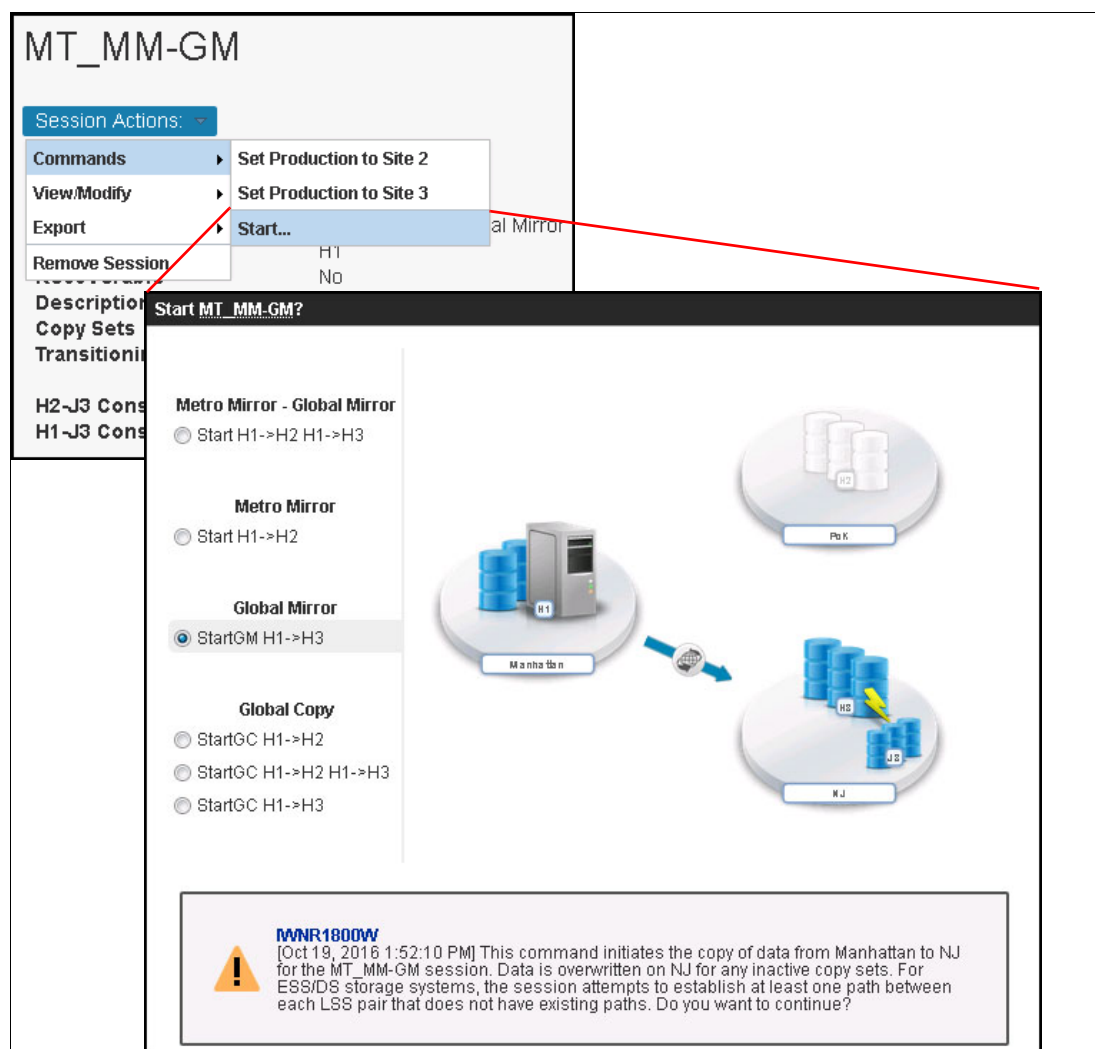 MT_MM-GM
Session Actions:
Commands
Set Production to Site 2
View/Modify
Set Production to Site 3
Export
Start...
al Mirror
Remove Session
H1
No
Description
Copy Sets
Transitionin
H2-J3 Cons
H1-J3 Cons
Start MT_MM-GM?
Metro Mirror - Global Mirror
Start H1->H2 H1->H3
Metro Mirror
Start H1->H2
Global Mirror
StartGM H1->H3
Global Copy
StartGC H1->H2
StartGC H1->H2 H1->H3
StartGC H1->H3
H2
PoK
H1
Manhattan
H3
J3
NJ
IWNR1800W
[Oct 19, 2016 1:52:10 PM] This command initiates the copy of data from Manhattan to NJ
for the MT_MM-GM session. Data is overwritten on NJ for any inactive copy sets. For
ESS/DS storage systems, the session attempts to establish at least one path between
each LSS pair that does not have existing paths. Do you want to continue?